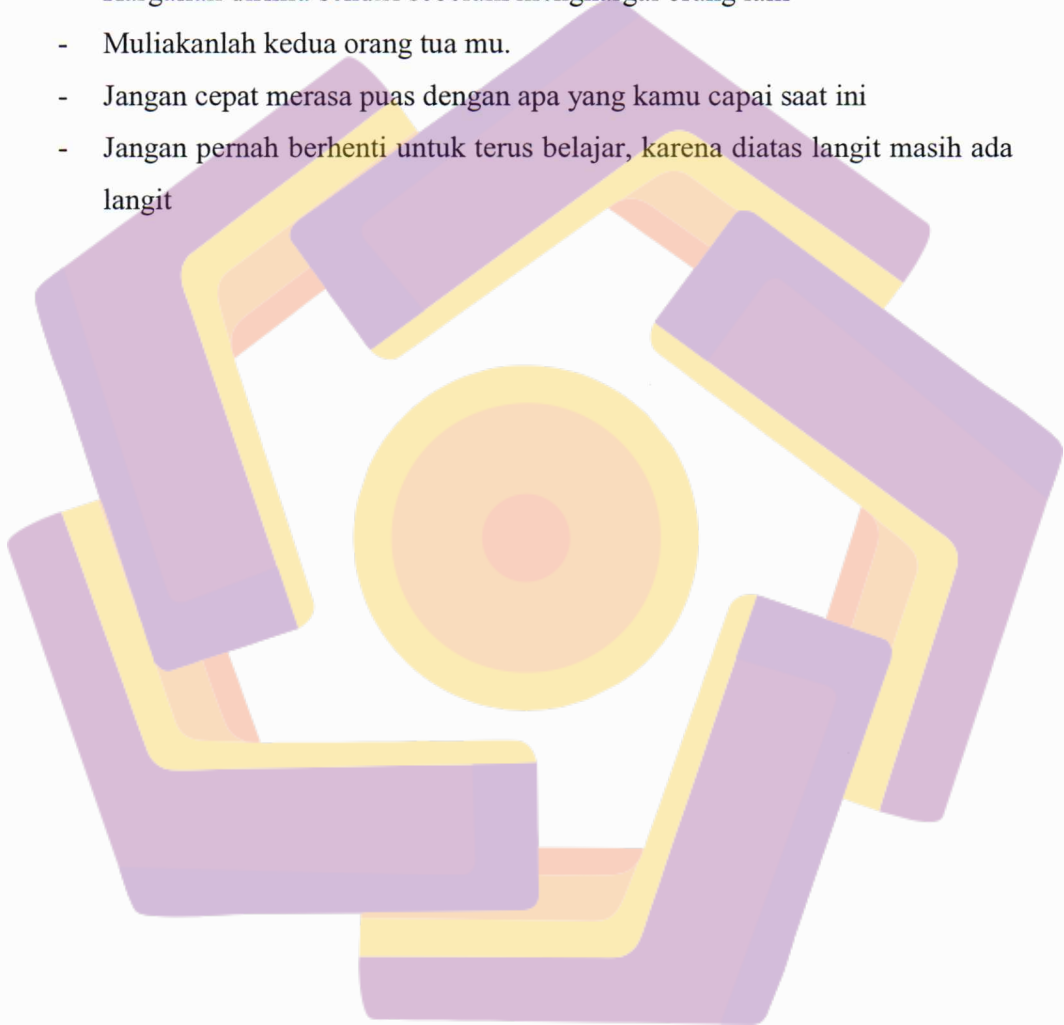 - Muliakanlah kedua orang tua mu.
- Jangan cepat merasa puas dengan apa yang kamu capai saat ini
- Jangan pernah berhenti untuk terus belajar, karena diatas langit masih ada
langit